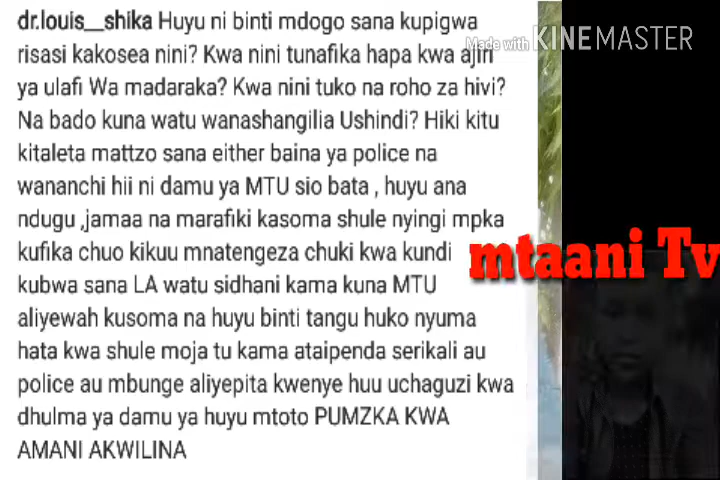 dr.louis__shika Huyu ni binti mdogo sana kupigwa
risasi kakosea nini? Kwa nini tunafika hapa kwa ajiri
ya ulafi Wa madaraka? Kwa nini tuko na roho za hivi?
Na bado kuna watu wanashangilia Ushindi? Hiki kitu
kitaleta mattzo sana either baina ya police na
wananchi hii ni damu ya MTU sio bata , huyu ana
ndugu ,jamaa na marafiki kasoma shule nyingi mpka
kufika chuo kikuu mnatengeza chuki kwa kundi
kubwa sana LA watu sidhani kama kuna MTU
aliyewah kusoma na huyu binti tangu huko nyuma
hata kwa shule moja tu kama ataipenda serikali au
police au mbunge aliyepita kwenye huu uchaguzi kwa
dhulma ya damu ya huyu mtoto PUMZKA KWA
AMANI AKWILINA
Made with KINEMASTER
mtaani Tv